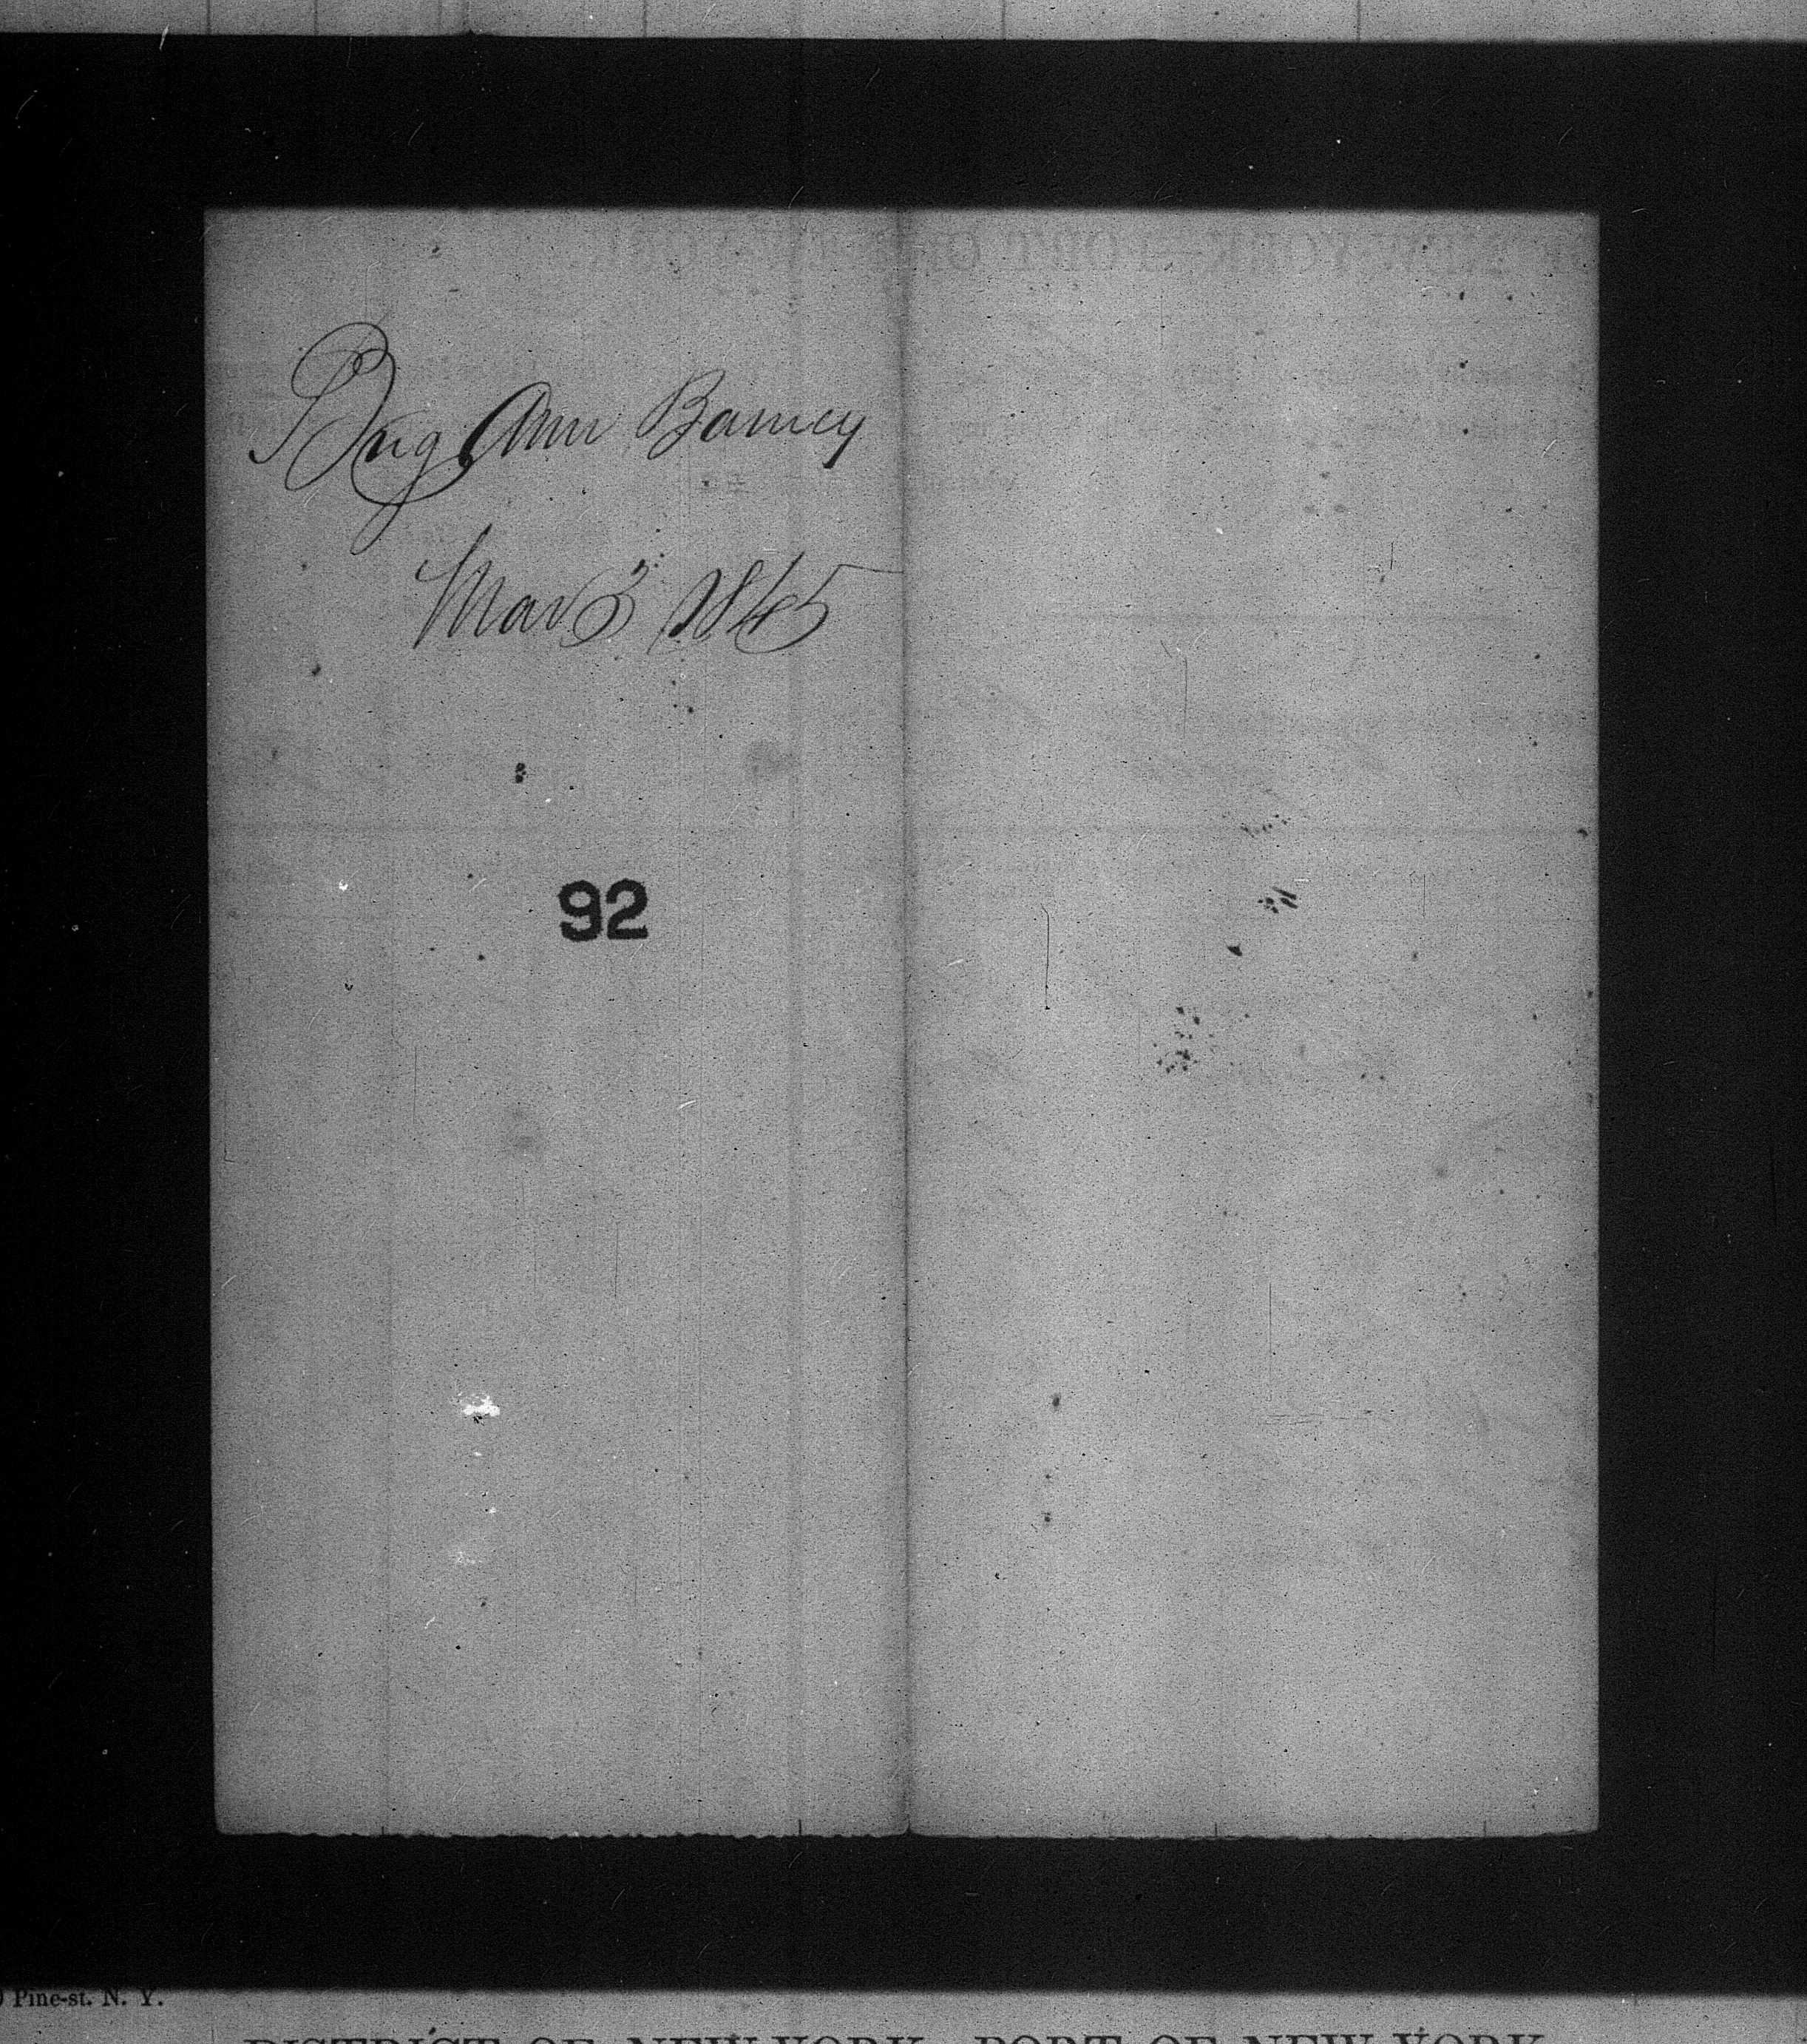 Brig Ann Barney
Mar 3 1845
92
Pine-st. N. Y.
DISTRICT OF NEW-YORK, PORT OF NEW-YORK